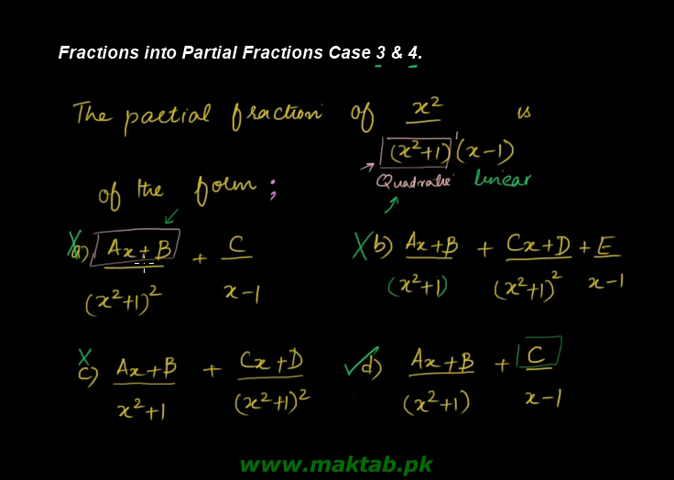 Fractions into Partial Fractions Case 3 & 4.
The partial fraction of x² / (x²+1)(x-1) is
Quadratic linear
of the form ;
a) Ax+B / (x²+1)² + C / x-1
b) Ax+B / (x²+1) + Cx+D / (x²+1)² + E / x-1
c) Ax+B / x²+1 + Cx+D / (x²+1)²
d) Ax+B / (x²+1) + C / x-1
www.maktab.pk